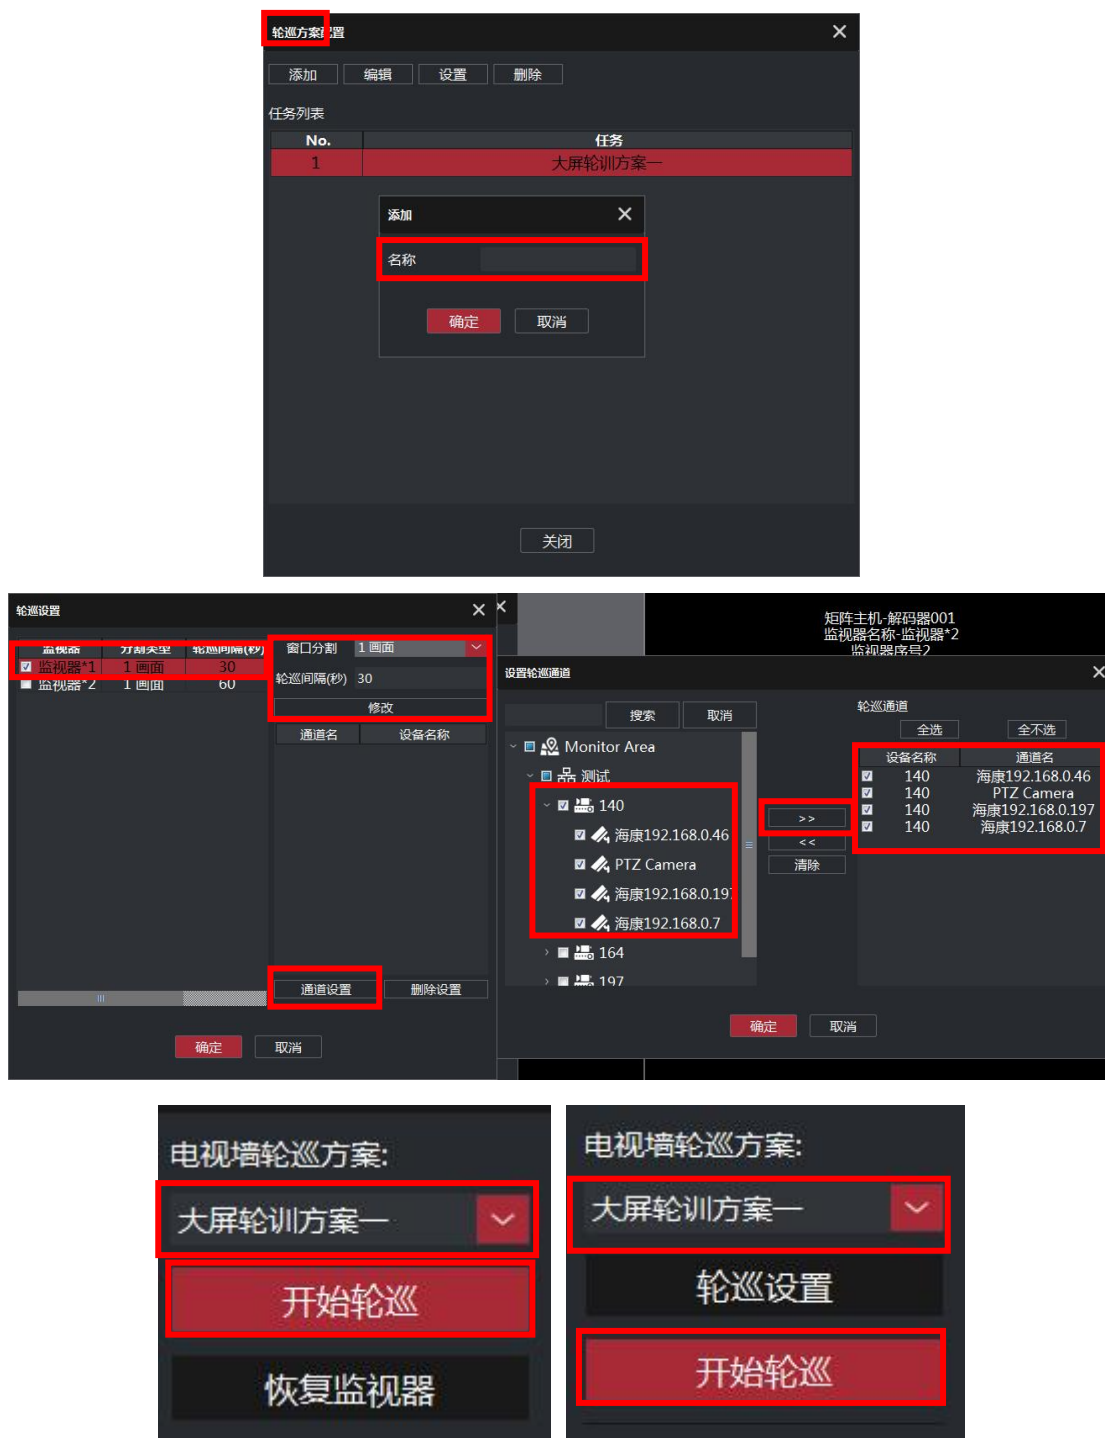 轮巡方案配置
添加 编辑 设置 删除
任务列表
No. 任务
1 大屏轮训方案一
添加
名称
确定 取消
关闭
轮巡设置
监视器 分割类型 轮巡间隔(秒)
监视器*1 1 画面 30
监视器*2 1 画面 60
窗口分割 1 画面
轮巡间隔(秒) 30
修改
通道名 设备名称
通道设置 删除设置
确定 取消
矩阵主机-解码器001
监视器名称-监视器*2
监视器序号2
设置轮巡通道
搜索 取消
Monitor Area
测试
140
海康192.168.0.46
PTZ Camera
海康192.168.0.197
海康192.168.0.7
164
197
>>
<<
清除
轮巡通道
全选 全不选
设备名称 通道名
140 海康192.168.0.46
140 PTZ Camera
140 海康192.168.0.197
140 海康192.168.0.7
确定 取消
电视墙轮巡方案:
大屏轮训方案一
开始轮巡
恢复监视器
电视墙轮巡方案:
大屏轮训方案一
轮巡设置
开始轮巡